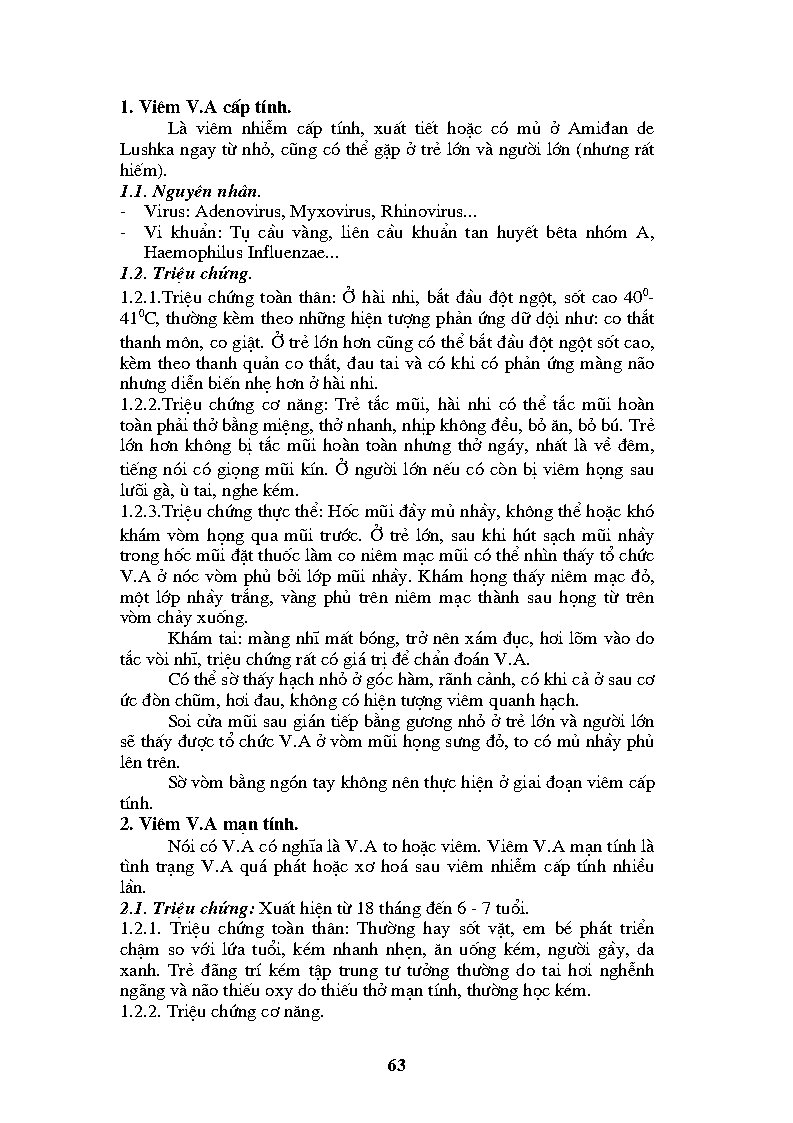 1. Viêm V.A cấp tính.
Là viêm nhiễm cấp tính, xuất tiết hoặc có mủ ở Amiđan de
Lushka ngay từ nhỏ, cũng có thể gặp ở trẻ lớn và người lớn (nhưng rất
hiếm).
1.1. Nguyên nhân.
- Virus: Adenovirus, Myxovirus, Rhinovirus...
- Vi khuẩn: Tụ cầu vàng, liên cầu khuẩn tan huyết bêta nhóm A,
Haemophilus Influenzae...
1.2. Triệu chứng.
1.2.1.Triệu chứng toàn thân: Ở hài nhi, bắt đầu đột ngột, sốt cao 40⁰-
41⁰C, thường kèm theo những hiện tượng phản ứng dữ dội như: co thắt
thanh môn, co giật. Ở trẻ lớn hơn cũng có thể bắt đầu đột ngột sốt cao,
kèm theo thanh quản co thắt, đau tai và có khi có phản ứng màng não
nhưng diễn biến nhẹ hơn ở hài nhi.
1.2.2.Triệu chứng cơ năng: Trẻ tắc mũi, hài nhi có thể tắc mũi hoàn
toàn phải thở bằng miệng, thở nhanh, nhịp không đều, bỏ ăn, bỏ bú. Trẻ
lớn hơn không bị tắc mũi hoàn toàn nhưng thở ngáy, nhất là về đêm,
tiếng nói có giọng mũi kín. Ở người lớn nếu có còn bị viêm họng sau
lưỡi gà, ù tai, nghe kém.
1.2.3.Triệu chứng thực thể: Hốc mũi đầy mủ nhầy, không thể hoặc khó
khám vòm họng qua mũi trước. Ở trẻ lớn, sau khi hút sạch mũi nhầy
trong hốc mũi đặt thuốc làm co niêm mạc mũi có thể nhìn thấy tổ chức
V.A ở nóc vòm phủ bởi lớp mũi nhầy. Khám họng thấy niêm mạc đỏ,
một lớp nhầy trắng, vàng phủ trên niêm mạc thành sau họng từ trên
vòm chảy xuống.
Khám tai: màng nhĩ mất bóng, trở nên xám đục, hơi lõm vào do
tắc vòi nhĩ, triệu chứng rất có giá trị để chẩn đoán V.A.
Có thể sờ thấy hạch nhỏ ở góc hàm, rãnh cảnh, có khi cả ở sau cơ
ức đòn chũm, hơi đau, không có hiện tượng viêm quanh hạch.
Soi cửa mũi sau gián tiếp bằng gương nhỏ ở trẻ lớn và người lớn
sẽ thấy được tổ chức V.A ở vòm mũi họng sưng đỏ, to có mủ nhầy phủ
lên trên.
Sờ vòm bằng ngón tay không nên thực hiện ở giai đoạn viêm cấp
tính.
2. Viêm V.A mạn tính.
Nói có V.A có nghĩa là V.A to hoặc viêm. Viêm V.A mạn tính là
tình trạng V.A quá phát hoặc xơ hoá sau viêm nhiễm cấp tính nhiều
lần.
2.1. Triệu chứng: Xuất hiện từ 18 tháng đến 6 - 7 tuổi.
1.2.1. Triệu chứng toàn thân: Thường hay sốt vặt, em bé phát triển
chậm so với lứa tuổi, kém nhanh nhẹn, ăn uống kém, người gầy, da
xanh. Trẻ đãng trí kém tập trung tư tưởng thường do tai hơi nghễnh
ngãng và não thiếu oxy do thiếu thở mạn tính, thường học kém.
1.2.2. Triệu chứng cơ năng.
63